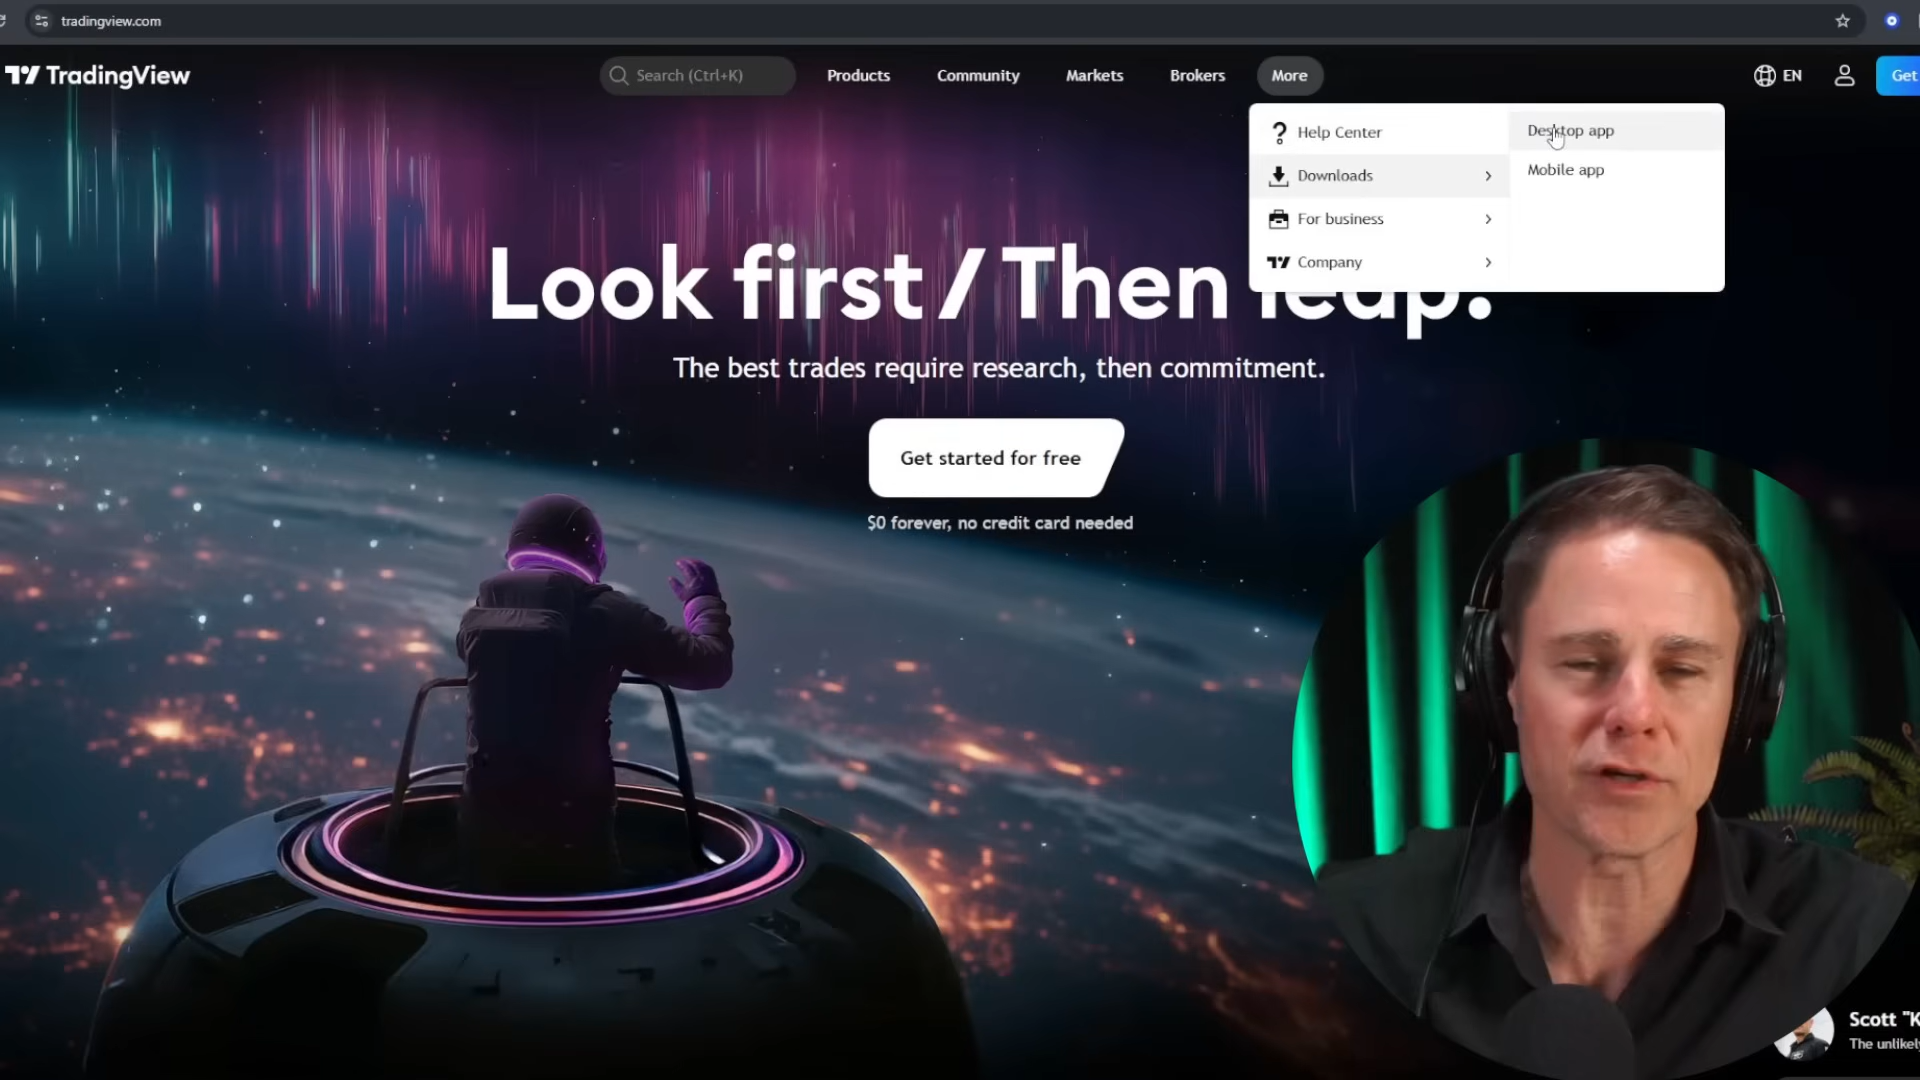 tradingview.com
TradingView
Search (Ctrl+K)
Products
Community
Markets
Brokers
More
EN
Get
Help Center
Downloads
For business
Company
Desktop app
Mobile app
Look first / Then leap.
The best trades require research, then commitment.
Get started for free
$0 forever, no credit card needed
Scott "K
The unlikely